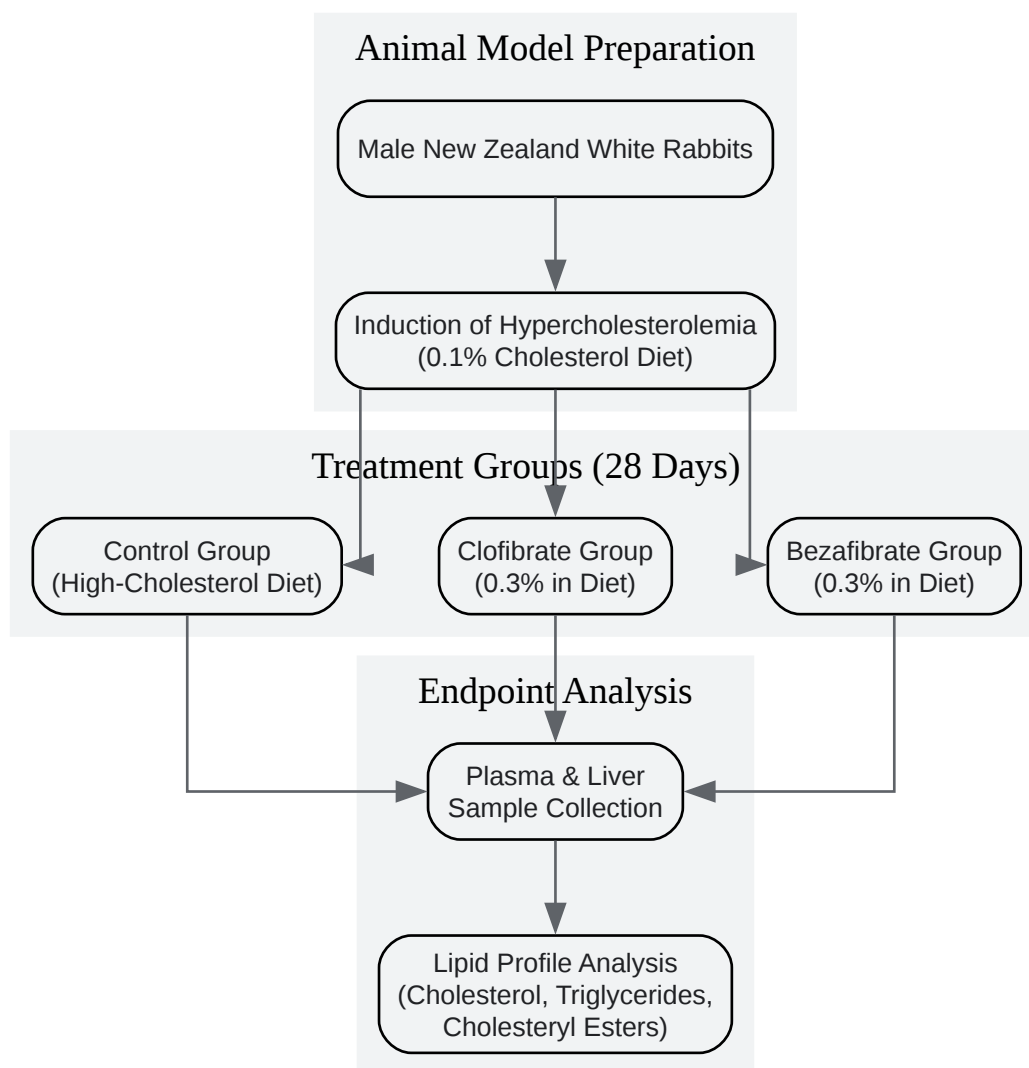 Animal Model Preparation
Male New Zealand White Rabbits
Induction of Hypercholesterolemia
(0.1% Cholesterol Diet)
Treatment Groups (28 Days)
Control Group
(High-Cholesterol Diet)
Clofibrate Group
(0.3% in Diet)
Bezafibrate Group
(0.3% in Diet)
Endpoint Analysis
Plasma & Liver
Sample Collection
Lipid Profile Analysis
(Cholesterol, Triglycerides,
Cholesteryl Esters)